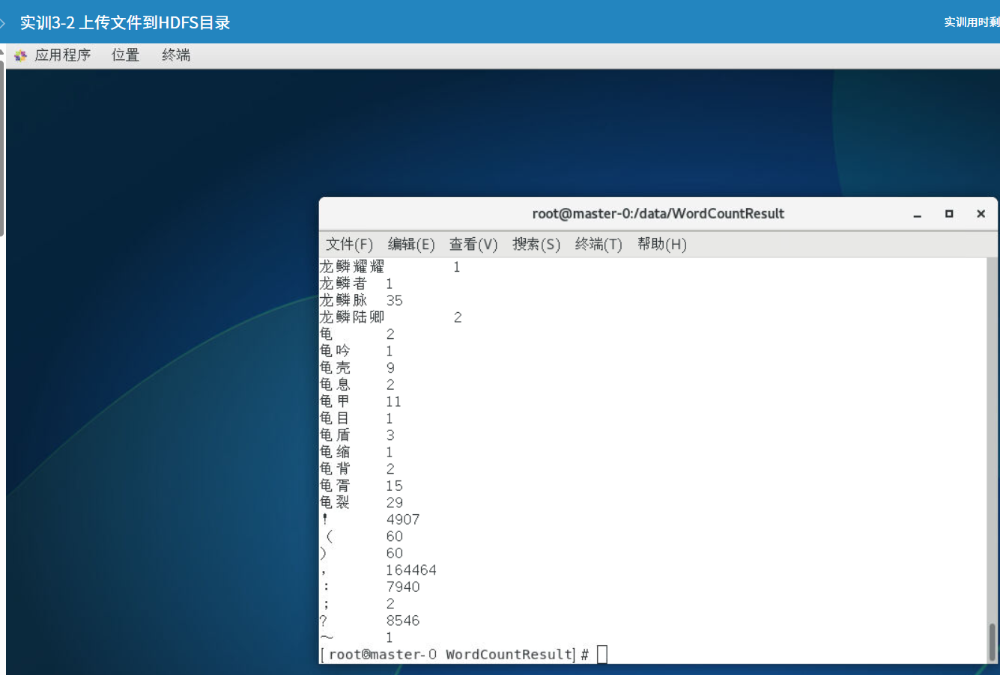 实训3-2 上传文件到HDFS目录
实训用时剩
应用程序 位置 终端
root@master-0:/data/WordCountResult
文件(F) 编辑(E) 查看(V) 搜索(S) 终端(T) 帮助(H)
龙鳞耀耀 1
龙鳞者 1
龙鳞脉 35
龙鳞陆卿 2
龟 2
龟吟 1
龟壳 9
龟息 2
龟甲 11
龟目 1
龟盾 3
龟缩 1
龟背 2
龟胥 15
龟裂 29
！ 4907
（ 60
） 60
， 164464
： 7940
； 2
？ 8546
～ 1
[root@master-0 WordCountResult]#